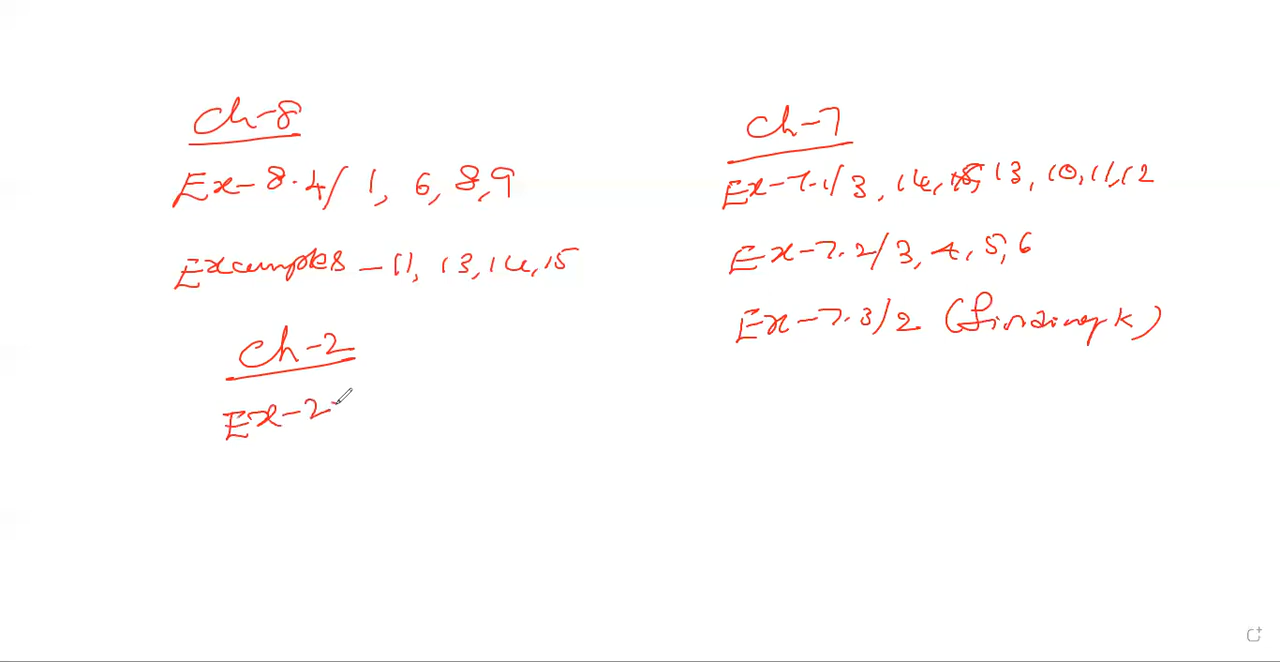 Ch-8
Ex-8.4/ 1, 6, 8,9
Examples - 11, 13, 14, 15
Ch-2
Ex-2
Ch-7
Ex-7.1/ 3, 14, 13, 10, 11, 12
Ex-7.2/ 3, 4, 5, 6
Ex-7.3/2 (finding k)